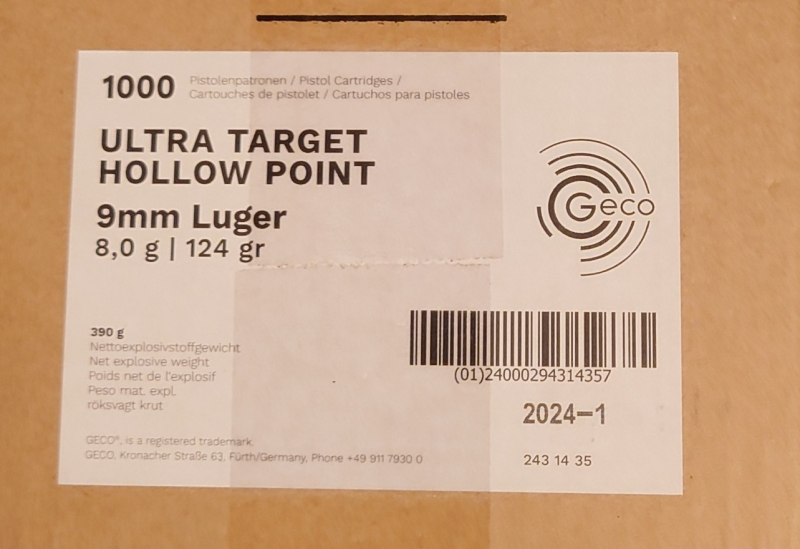 1000 Pistolenpatronen / Pistol Cartridges /
Cartouches de pistolet / Cartuchos para pistoles
ULTRA TARGET
HOLLOW POINT
9mm Luger
8,0 g | 124 gr
Geco
390 g
Nettoexplosivstoffgewicht
Net explosive weight
Poids net de l'explosif
Peso mat. expl.
röksvagt krut
(01)24000294314357
2024-1
GECO®, is a registered trademark.
GECO, Kronacher Straße 63, Fürth/Germany, Phone +49 911 7930 0
243 14 35